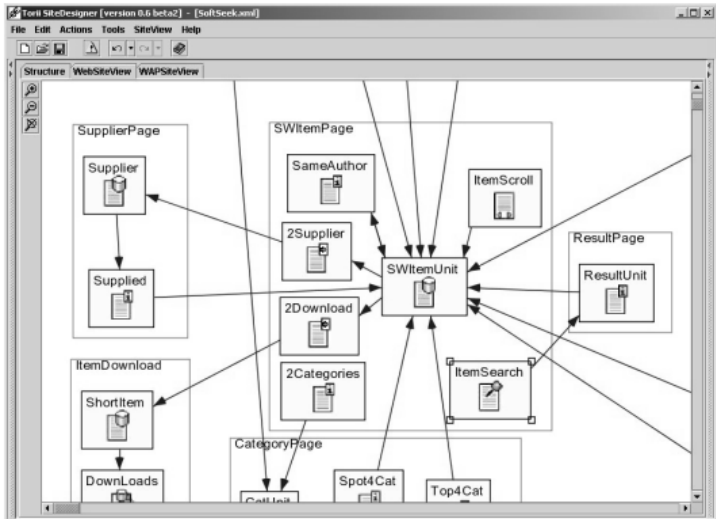 Torii SiteDesigner [version 0.6 beta2] - [SoftSeek.xml]
File Edit Actions Tools SiteView Help
Structure WebSiteView WAPSiteView
SupplierPage
Supplier
Supplied
SWItemPage
SameAuthor
ItemScroll
2Supplier
SWItemUnit
2Download
2Categories
ItemSearch
ResultPage
ResultUnit
ItemDownload
ShortItem
DownLoads
CategoryPage
CatUnit
Spot4Cat
Top4Cat